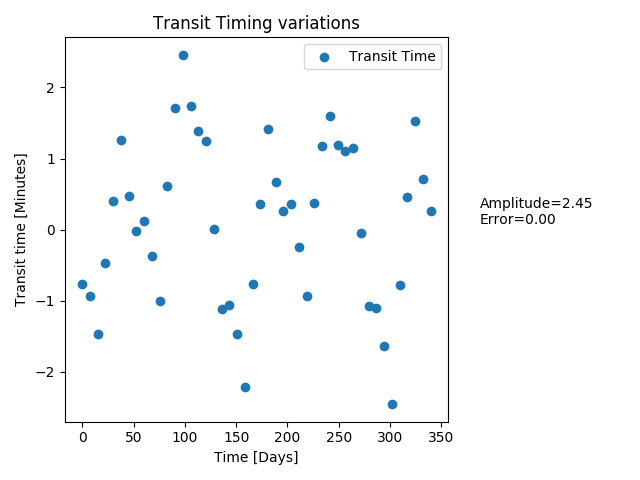 Transit Timing variations
Transit Time
2
1
0
−1
−2
Transit time [Minutes]
0 50 100 150 200 250 300 350
Time [Days]
Amplitude=2.45
Error=0.00